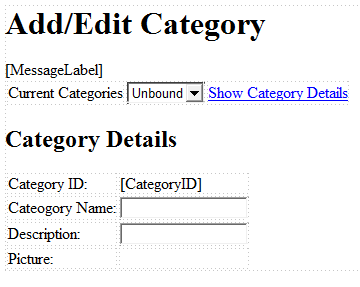 Add/Edit Category
[MessageLabel]
Current Categories Unbound Show Category Details
Category Details
Category ID: [CategoryID]
Cateogory Name:
Description:
Picture: